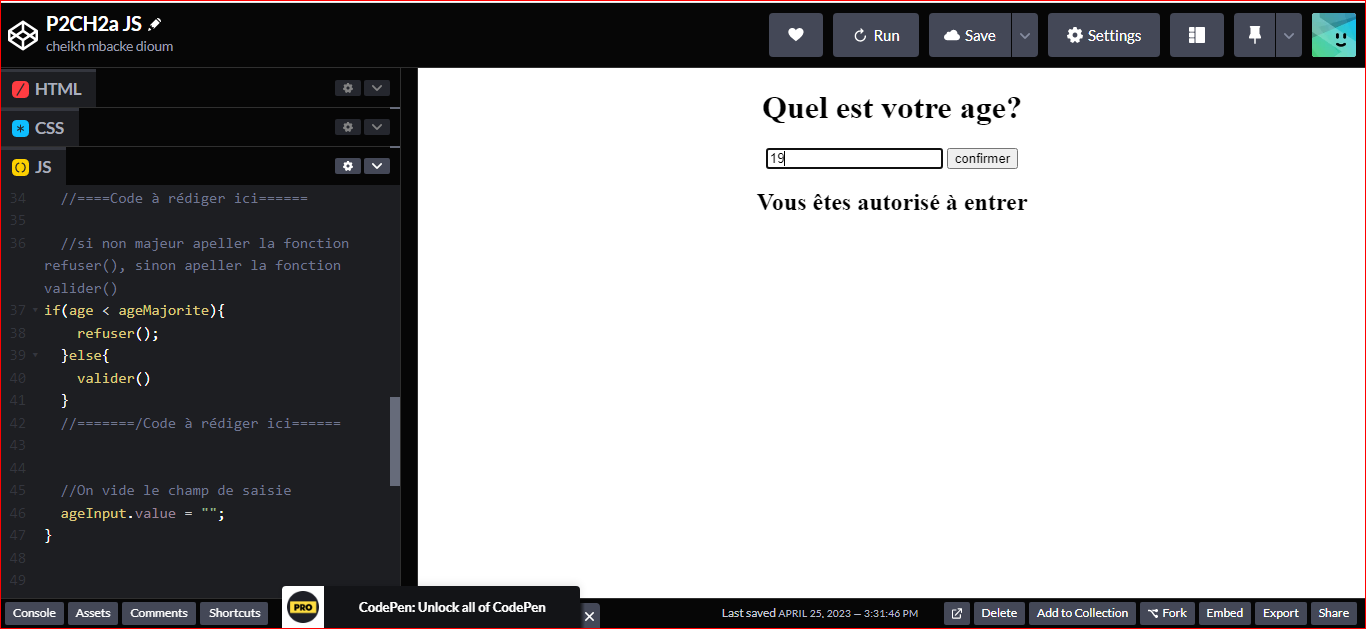 P2CH2a JS
cheikh mbacke dioum
Run
Save
Settings
HTML
CSS
JS
34 //====Code à rédiger ici======
35
36 //si non majeur apeller la fonction
refuser(), sinon apeller la fonction
valider()
37 if(age < ageMajorite){
38 refuser();
39 }else{
40 valider()
41 }
42 //=======/Code à rédiger ici======
43
44
45 //On vide le champ de saisie
46 ageInput.value = "";
47 }
48
49
Quel est votre age?
19 confirmer
Vous êtes autorisé à entrer
Console Assets Comments Shortcuts
PRO CodePen: Unlock all of CodePen
Last saved APRIL 25, 2023 — 3:31:46 PM
Delete Add to Collection Fork Embed Export Share